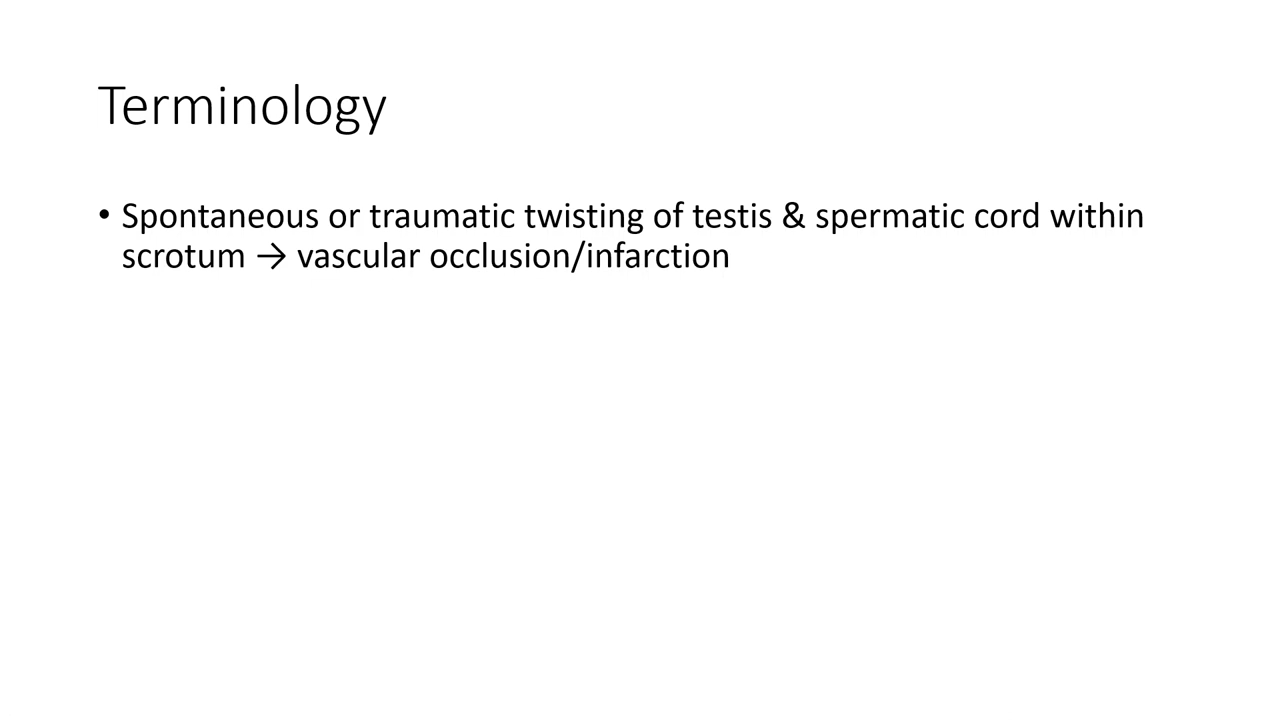 Terminology
• Spontaneous or traumatic twisting of testis & spermatic cord within
scrotum → vascular occlusion/infarction